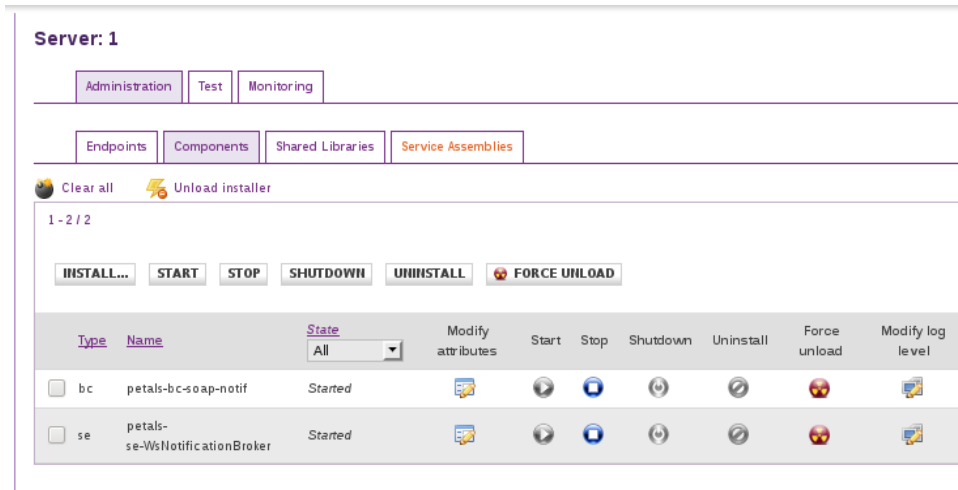 Server: 1
Administration Test Monitoring
Endpoints Components Shared Libraries Service Assemblies
Clear all Unload installer
1 - 2 / 2
INSTALL... START STOP SHUTDOWN UNINSTALL FORCE UNLOAD
Type Name State Modify attributes Start Stop Shutdown Uninstall Force unload Modify log level
All
bc petals-bc-soap-notif Started
se petals-
se-WsNotificationBroker Started